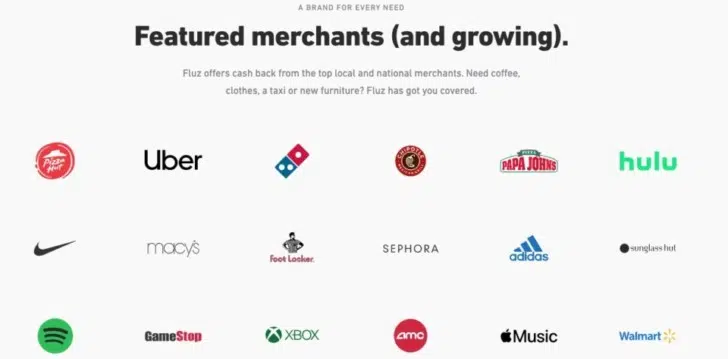 A BRAND FOR EVERY NEED
Featured merchants (and growing).
Fluz offers cash back from the top local and national merchants. Need coffee,
clothes, a taxi or new furniture? Fluz has got you covered.
Pizza Hut
Uber
CHIPOTLE
PAPA JOHNS
hulu
macy's
Foot Locker.
SEPHORA
adidas
sunglass hut
GameStop
XBOX
amc
Music
Walmart